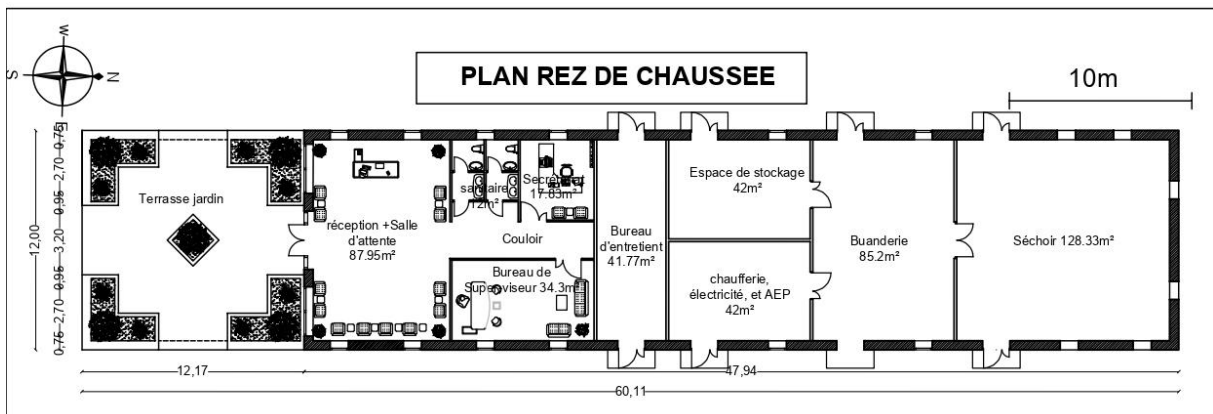 W
S
N
E
PLAN REZ DE CHAUSSEE
10m
0,75
2,70
0,95
3,20
0,95
2,70
0,75
12,00
Terrasse jardin
réception +Salle
d'attente
87.95m²
sanitaire
12m²
Secrétariat
17.83m²
Couloir
Bureau de
Superviseur 34.3m²
Bureau
d'entretient
41.77m²
Espace de stockage
42m²
chaufferie,
électricité, et AEP
42m²
Buanderie
85.2m²
Séchoir 128.33m²
12,17
47,94
60,11